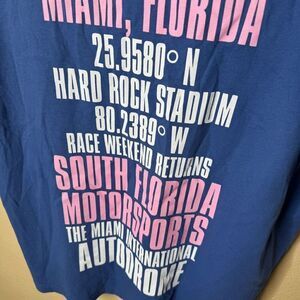 MIAMI, FLORIDA
25.9580° N
HARD ROCK STADIUM
80.2389° W
RACE WEEKEND RETURNS
SOUTH FLORIDA
MOTORSPORTS
THE MIAMI INTERNATIONAL
AUTODROME